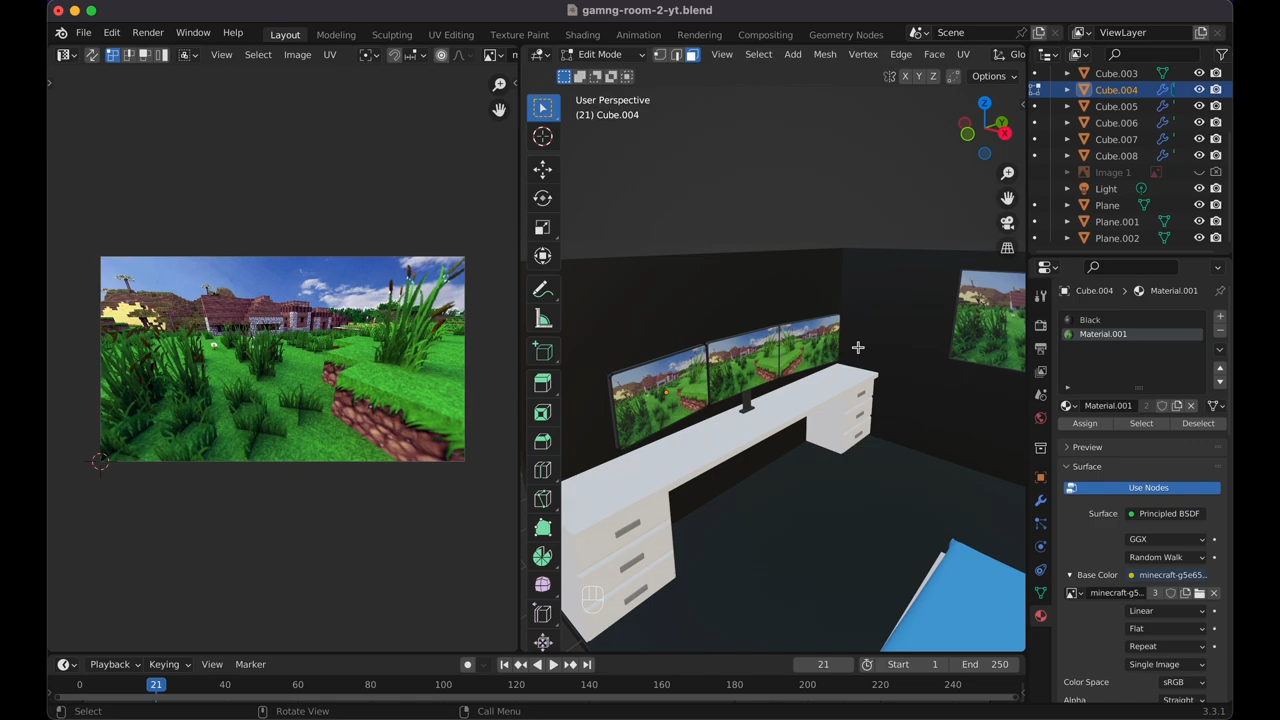 gamng-room-2-yt.blend
File Edit Render Window Help
Layout Modeling Sculpting UV Editing Texture Paint Shading Animation Rendering Compositing Geometry Nodes
Scene
ViewLayer
View Select Image UV
Edit Mode
View Select Add Mesh Vertex Edge Face UV
Glo
X Y Z
Options
User Perspective
(21) Cube.004
Z
Y
X
Cube.003
Cube.004
Cube.005
Cube.006
Cube.007
Cube.008
Image 1
Light
Plane
Plane.001
Plane.002
Cube.004 > Material.001
Black
Material.001
Material.001 2
Assign Select Deselect
Preview
Surface
Use Nodes
Surface Principled BSDF
GGX
Random Walk
Base Color minecraft-g5e65...
minecraft-g5... 3
Linear
Flat
Repeat
Single Image
Color Space sRGB
Alpha Straight
Playback Keying View Marker
21
Start 1 End 250
0 21 40 60 80 100 120 140 160 180 200 220 240
Select Rotate View Call Menu
3.3.1